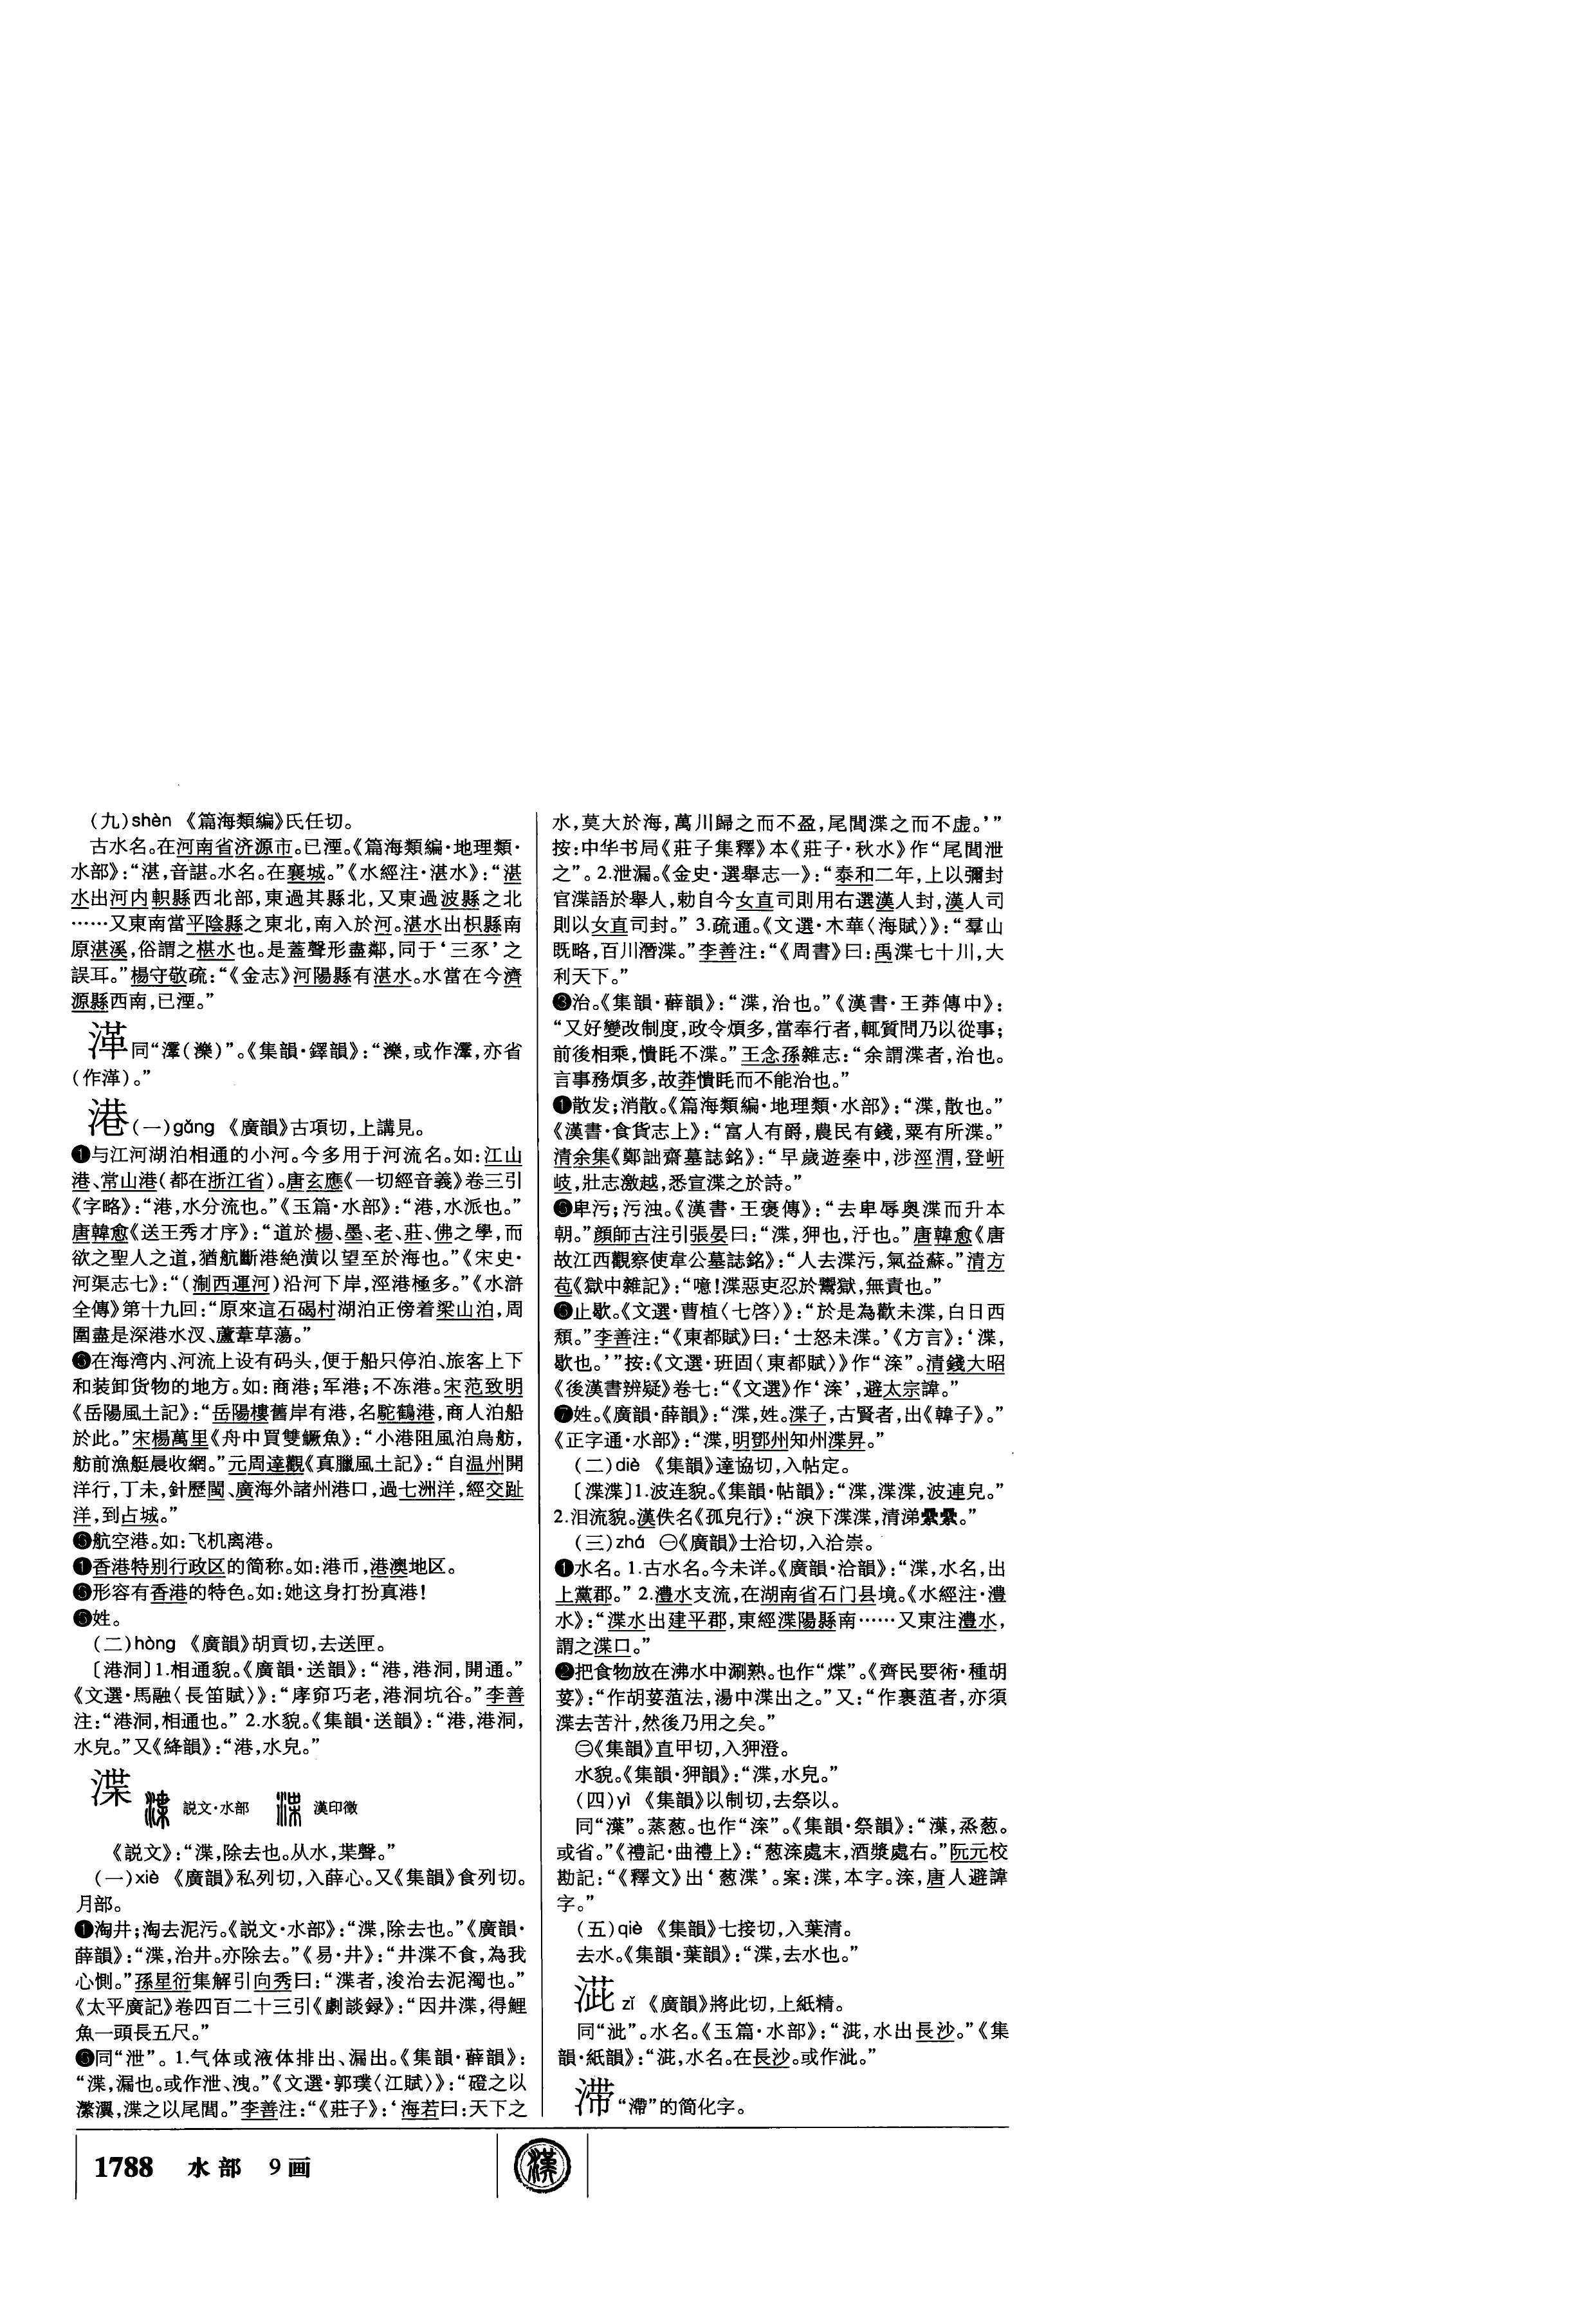 （九）shèn　《篇海類編》氏任切。
古水名。在河南省济源市。已湮。《篇海類編·地理類·
水部》：“湛，音諶。水名。在襄城。”《水經注·湛水》：“湛
水出河内軹縣西北部，東過其縣北，又東過波縣之北
……又東南當平陰縣之東北，南入於河。湛水出枳縣南
原湛溪，俗謂之椹水也。是蓋聲形盡鄰，同于‘三豕’之
誤耳。”楊守敬疏：“《金志》河陽縣有湛水。水當在今濟
源縣西南，已湮。”
湱同“瀈（濼）”。《集韻·鐸韻》：“濼，或作瀈，亦省
（作湱）。”
港（一）gǎng　《廣韻》古項切，上講見。
❶与江河湖泊相通的小河。今多用于河流名。如：江山
港、常山港（都在浙江省）。唐玄應《一切經音義》卷三引
《字略》：“港，水分流也。”《玉篇·水部》：“港，水派也。”
唐韓愈《送王秀才序》：“道於楊、墨、老、莊、佛之學，而
欲之聖人之道，猶航斷港絶潢以望至於海也。”《宋史·
河渠志七》：“（淛西運河）沿河下岸，涇港極多。”《水滸
全傳》第十九回：“原來這石碣村湖泊正傍着梁山泊，周
圍盡是深港水汊、蘆葦草蕩。”
在海湾内、河流上设有码头，便于船只停泊、旅客上下
和装卸货物的地方。如：商港；军港；不冻港。宋范致明
《岳陽風土記》：“岳陽樓舊岸有港，名駝鶴港，商人泊船
於此。”宋楊萬里《舟中買雙鳜魚》：“小港阻風泊烏舫，
舫前漁艇晨收網。”元周達觀《真臘風土記》：“自温州開
洋行，丁未，針歷閩、廣海外諸州港口，過七洲洋，經交趾
洋，到占城。”
航空港。如：飞机离港。
香港特别行政区的简称。如：港币，港澳地区。
形容有香港的特色。如：她这身打扮真港！
姓。
（二）hòng　《廣韻》胡貢切，去送匣。
〔港洞〕1.相通貌。《廣韻·送韻》：“港，港洞，開通。”
《文選·馬融〈長笛賦〉》：“庨窌巧老，港洞坑谷。”李善
注：“港洞，相通也。” 2.水貌。《集韻·送韻》：“港，港洞，
水皃。”又《絳韻》：“港，水皃。”
渫　説文·水部　漢印徵
《説文》：“渫，除去也。从水，枼聲。”
（一）xiè　《廣韻》私列切，入薛心。又《集韻》食列切。
月部。
❶淘井；淘去泥污。《説文·水部》：“渫，除去也。”《廣韻·
薛韻》：“渫，治井。亦除去。”《易·井》：“井渫不食，為我
心惻。”孫星衍集解引向秀曰：“渫者，浚治去泥濁也。”
《太平廣記》卷四百二十三引《劇談録》：“因井渫，得鯉
魚一頭長五尺。”
同“泄”。1.气体或液体排出、漏出。《集韻·薛韻》：
“渫，漏也。或作泄、洩。”《文選·郭璞〈江賦〉》：“磴之以
瀿瀷，渫之以尾閭。”李善注：“《莊子》：‘海若曰：天下之
水，莫大於海，萬川歸之而不盈，尾閭渫之而不虚。’”
按：中华书局《莊子集釋》本《莊子·秋水》作“尾閭泄
之”。2.泄漏。《金史·選舉志一》：“泰和二年，上以彌封
官渫語於舉人，勅自今女直司則用右選漢人封，漢人司
則以女直司封。” 3.疏通。《文選·木華〈海賦〉》：“羣山
既略，百川潛渫。”李善注：“《周書》曰：禹渫七十川，大
利天下。”
❸治。《集韻·薛韻》：“渫，治也。”《漢書·王莽傳中》：
“又好變改制度，政令煩多，當奉行者，輒質問乃以從事；
前後相乘，憒眊不渫。”王念孫雜志：“余謂渫者，治也。
言事務煩多，故莽憒眊而不能治也。”
散发；消散。《篇海類編·地理類·水部》：“渫，散也。”
《漢書·食貨志上》：“富人有爵，農民有錢，粟有所渫。”
清余集《鄭詘齋墓誌銘》：“早歲遊秦中，涉涇渭，登岍
岐，壯志激越，悉宣渫之於詩。”
❺卑污；污浊。《漢書·王褒傳》：“去卑辱奥渫而升本
朝。”顔師古注引張晏曰：“渫，狎也，汙也。”唐韓愈《唐
故江西觀察使韋公墓誌銘》：“人去渫污，氣益蘇。”清方
苞《獄中雜記》：“噫！渫惡吏忍於鬻獄，無責也。”
❻止歇。《文選·曹植〈七啓〉》：“於是為歡未渫，白日西
頽。”李善注：“《東都賦》曰：‘士怒未渫。’《方言》：‘渫，
歇也。’”按：《文選·班固〈東都賦〉》作“泄”。清錢大昭
《後漢書辨疑》卷七：“《文選》作‘泄’，避太宗諱。”
❼姓。《廣韻·薛韻》：“渫，姓。渫子，古賢者，出《韓子》。”
《正字通·水部》：“渫，明鄧州知州渫昇。”
（二）diè　《集韻》達協切，入帖定。
〔渫渫〕1.波连貌。《集韻·帖韻》：“渫，渫渫，波連皃。”
2.泪流貌。漢佚名《孤兒行》：“淚下渫渫，清涕纍纍。”
（三）zhá　㊀《廣韻》士洽切，入洽崇。
❶水名。1.古水名。今未详。《廣韻·洽韻》：“渫，水名，出
上黨郡。” 2.澧水支流，在湖南省石门县境。《水經注·澧
水》：“渫水出建平郡，東經渫陽縣南……又東注澧水，
謂之渫口。”
❷把食物放在沸水中涮熟。也作“煠”。《齊民要術·種胡
荽》：“作胡荽菹法，湯中渫出之。”又：“作裹菹者，亦須
渫去苦汁，然後乃用之矣。”
㊁《集韻》直甲切，入狎澄。
水貌。《集韻·狎韻》：“渫，水皃。”
（四）yì　《集韻》以制切，去祭以。
同“䕈”。蒸葱。也作“㴽”。《集韻·祭韻》：“䕈，烝葱。
或省。”《禮記·曲禮上》：“葱㴽處末，酒漿處右。”阮元校
勘記：“《釋文》出‘葱渫’。案：渫，本字。㴽，唐人避諱
字。”
（五）qiè　《集韻》七接切，入葉清。
去水。《集韻·葉韻》：“渫，去水也。”
㴿 zǐ　《廣韻》將此切，上紙精。
同“泚”。水名。《玉篇·水部》：“㴿，水出長沙。”《集
韻·紙韻》：“㴿，水名。在長沙。或作泚。”
滞“滯”的简化字。
1788　水部　9画
漢